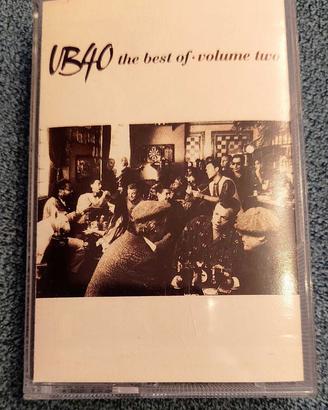 UB40 the best of · volume two